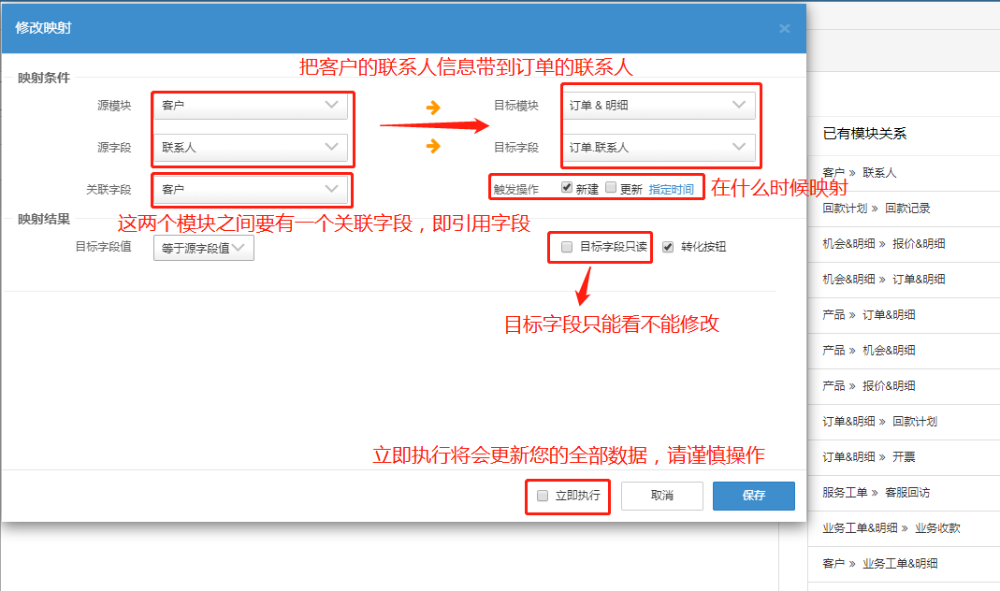 修改映射
×
把客户的联系人信息带到订单的联系人
映射条件
源模块 客户 目标模块 订单 & 明细
源字段 联系人 目标字段 订单.联系人
关联字段 客户 触发操作 新建 更新 指定时间 在什么时候映射
这两个模块之间要有一个关联字段，即引用字段
映射结果
目标字段值 等于源字段值 目标字段只读 转化按钮
目标字段只能看不能修改
立即执行将会更新您的全部数据，请谨慎操作
立即执行 取消 保存
已有模块关系
客户 » 联系人
回款计划 » 回款记录
机会&明细 » 报价&明细
机会&明细 » 订单&明细
产品 » 订单&明细
产品 » 机会&明细
产品 » 报价&明细
订单&明细 » 回款计划
订单&明细 » 开票
服务工单 » 客服回访
业务工单&明细 » 业务收款
客户 » 业务工单&明细